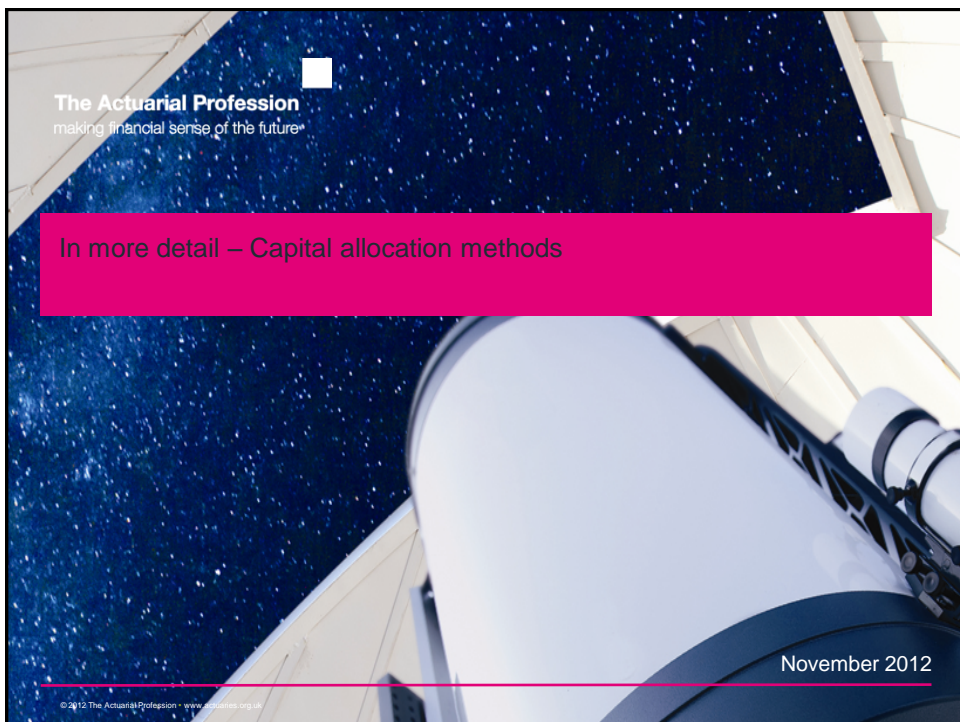 The Actuarial Profession
making financial sense of the future
In more detail – Capital allocation methods
November 2012
© 2012 The Actuarial Profession • www.actuaries.org.uk